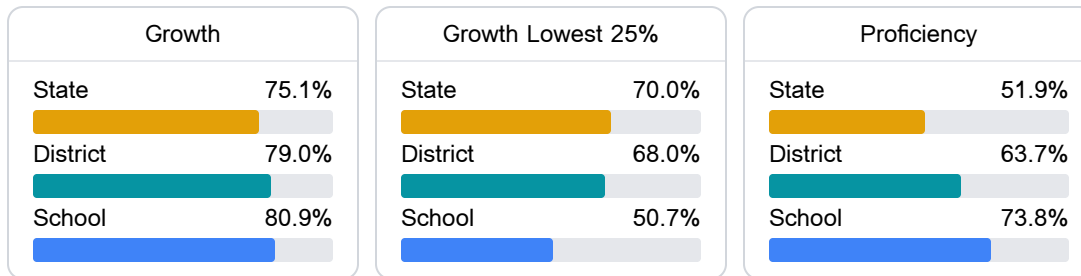 Growth
State 75.1%
District 79.0%
School 80.9%
Growth Lowest 25%
State 70.0%
District 68.0%
School 50.7%
Proficiency
State 51.9%
District 63.7%
School 73.8%